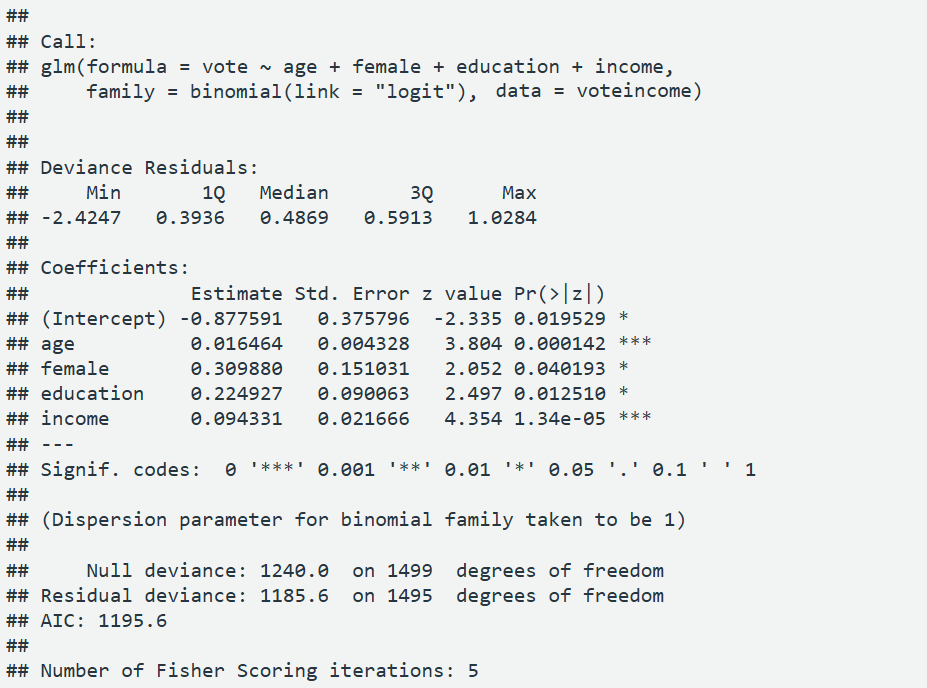 ##
## Call:
## glm(formula = vote ~ age + female + education + income,
##     family = binomial(link = "logit"), data = voteincome)
##
##
## Deviance Residuals:
##     Min       1Q   Median       3Q      Max
## -2.4247   0.3936   0.4869   0.5913   1.0284
##
## Coefficients:
##              Estimate Std. Error z value Pr(>|z|)
## (Intercept) -0.877591   0.375796  -2.335 0.019529 *
## age          0.016464   0.004328   3.804 0.000142 ***
## female       0.309880   0.151031   2.052 0.040193 *
## education    0.224927   0.090063   2.497 0.012510 *
## income       0.094331   0.021666   4.354 1.34e-05 ***
## ---
## Signif. codes:  0 '***' 0.001 '**' 0.01 '*' 0.05 '.' 0.1 ' ' 1
##
## (Dispersion parameter for binomial family taken to be 1)
##
##     Null deviance: 1240.0  on 1499  degrees of freedom
## Residual deviance: 1185.6  on 1495  degrees of freedom
## AIC: 1195.6
##
## Number of Fisher Scoring iterations: 5